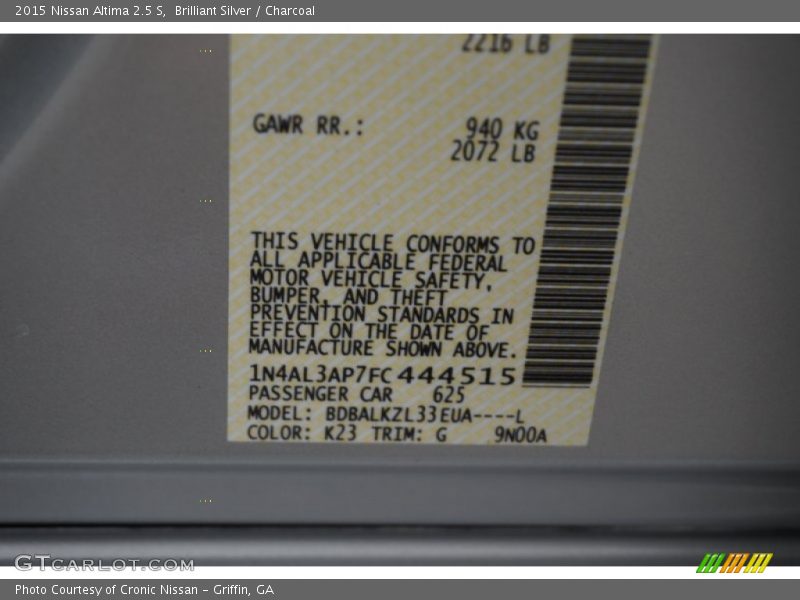 2015 Nissan Altima 2.5 S,  Brilliant Silver / Charcoal
2216 LB
GAWR RR.: 940 KG
2072 LB
THIS VEHICLE CONFORMS TO
ALL APPLICABLE FEDERAL
MOTOR VEHICLE SAFETY,
BUMPER, AND THEFT
PREVENTION STANDARDS IN
EFFECT ON THE DATE OF
MANUFACTURE SHOWN ABOVE.
1N4AL3AP7FC444515
PASSENGER CAR 625
MODEL: BDBALKZL33EUA----L
COLOR: K23 TRIM: G 9N00A
GTCARLOT.COM
Photo Courtesy of Cronic Nissan – Griffin, GA